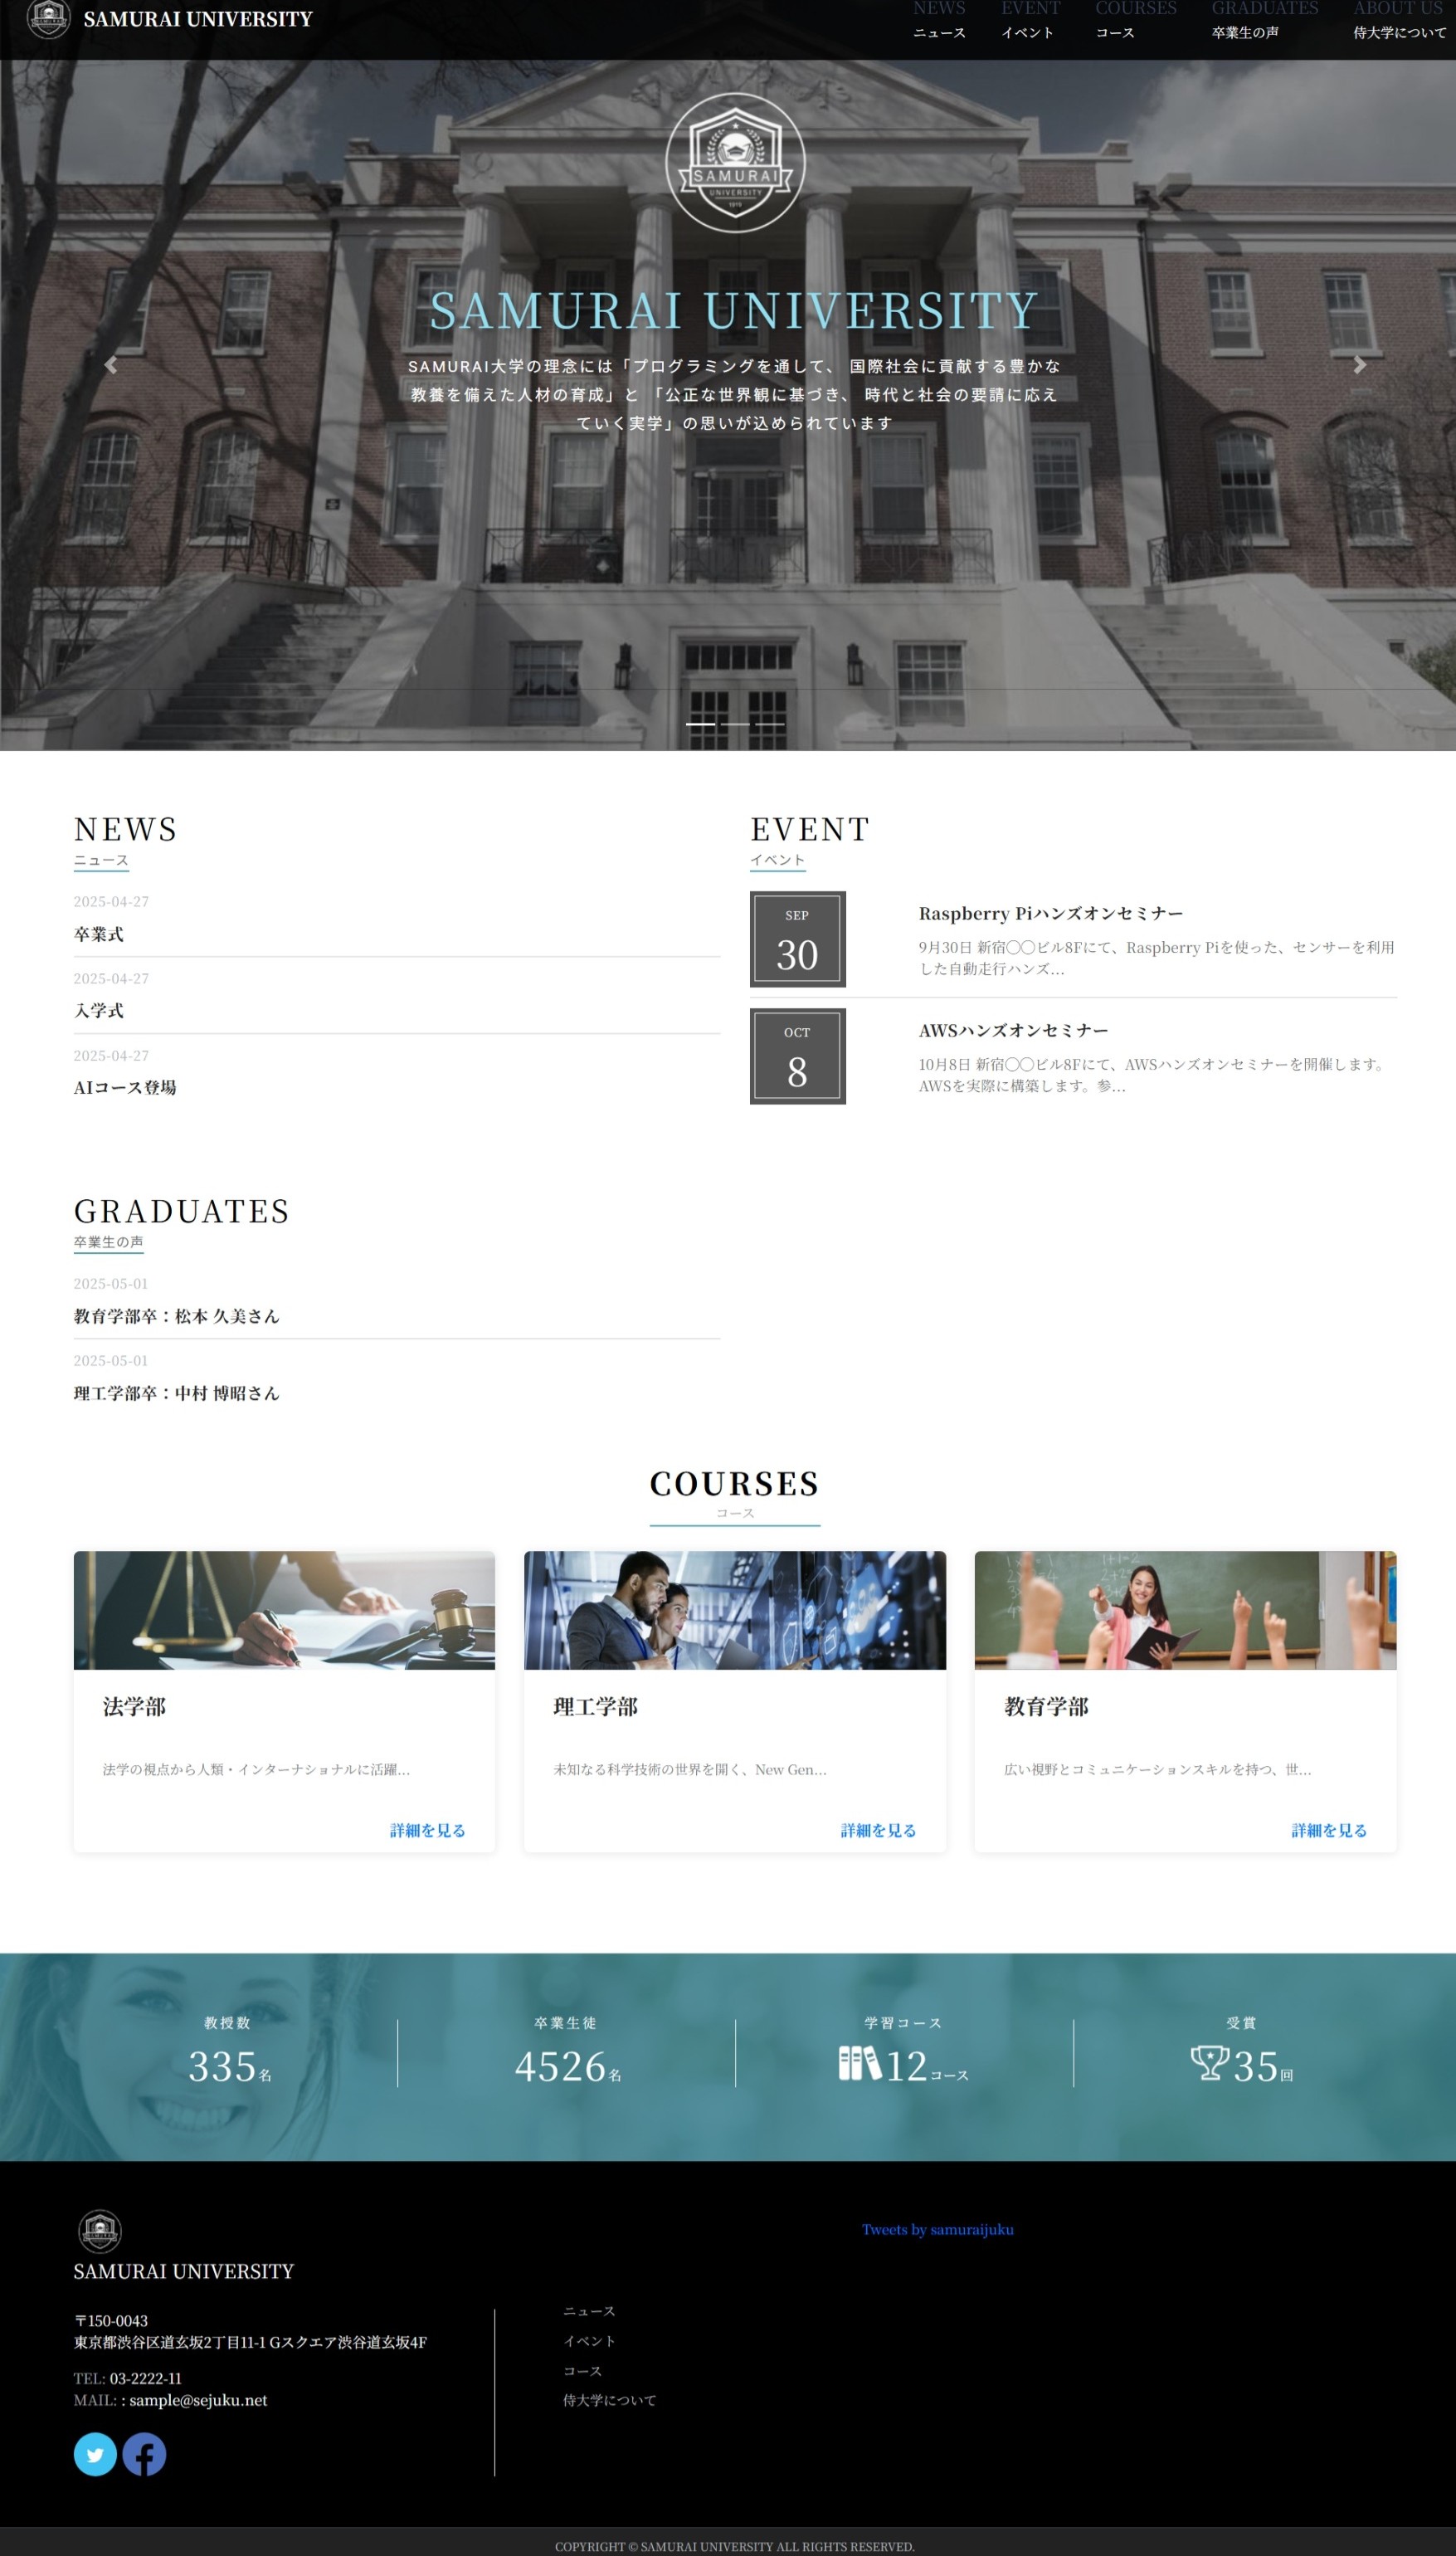 SAMURAI UNIVERSITY
NEWS EVENT COURSES GRADUATES ABOUT US
ニュース イベント コース 卒業生の声 侍大学について
SAMURAI
UNIVERSITY
1970
SAMURAI UNIVERSITY
SAMURAI大学の理念には「プログラミングを通して、 国際社会に貢献する豊かな
教養を備えた人材の育成」と 「公正な世界観に基づき、 時代と社会の要請に応え
ていく実学」の思いが込められています
NEWS
ニュース
2025-04-27
卒業式
2025-04-27
入学式
2025-04-27
AIコース登場
EVENT
イベント
SEP
30
Raspberry Piハンズオンセミナー
9月30日 新宿◯◯ビル8Fにて、Raspberry Piを使った、センサーを利用
した自動走行ハンズ...
OCT
8
AWSハンズオンセミナー
10月8日 新宿◯◯ビル8Fにて、AWSハンズオンセミナーを開催します。
AWSを実際に構築します。参...
GRADUATES
卒業生の声
2025-05-01
教育学部卒：松本 久美さん
2025-05-01
理工学部卒：中村 博昭さん
COURSES
コース
法学部
法学の視点から人類・インターナショナルに活躍...
詳細を見る
理工学部
未知なる科学技術の世界を開く、New Gen...
詳細を見る
教育学部
広い視野とコミュニケーションスキルを持つ、世...
詳細を見る
教授数
335名
卒業生徒
4526名
学習コース
12コース
受賞
35回
SAMURAI UNIVERSITY
〒150-0043
東京都渋谷区道玄坂2丁目11-1 Gスクエア渋谷道玄坂4F
TEL: 03-2222-11
MAIL: : sample@sejuku.net
ニュース
イベント
コース
侍大学について
Tweets by samuraijuku
COPYRIGHT © SAMURAI UNIVERSITY ALL RIGHTS RESERVED.